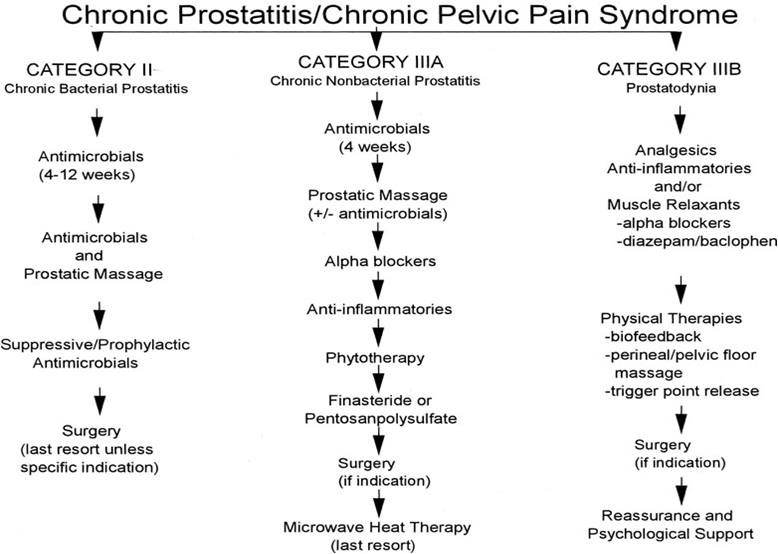 Chronic Prostatitis/Chronic Pelvic Pain Syndrome
CATEGORY II
Chronic Bacterial Prostatitis
Antimicrobials
(4-12 weeks)
Antimicrobials
and
Prostatic Massage
Suppressive/Prophylactic
Antimicrobials
Surgery
(last resort unless
specific indication)
CATEGORY IIIA
Chronic Nonbacterial Prostatitis
Antimicrobials
(4 weeks)
Prostatic Massage
(+/- antimicrobials)
Alpha blockers
Anti-inflammatories
Phytotherapy
Finasteride or
Pentosanpolysulfate
Surgery
(if indication)
Microwave Heat Therapy
(last resort)
CATEGORY IIIB
Prostatodynia
Analgesics
Anti-inflammatories
and/or
Muscle Relaxants
-alpha blockers
-diazepam/baclophen
Physical Therapies
-biofeedback
-perineal/pelvic floor
massage
-trigger point release
Surgery
(if indication)
Reassurance and
Psychological Support